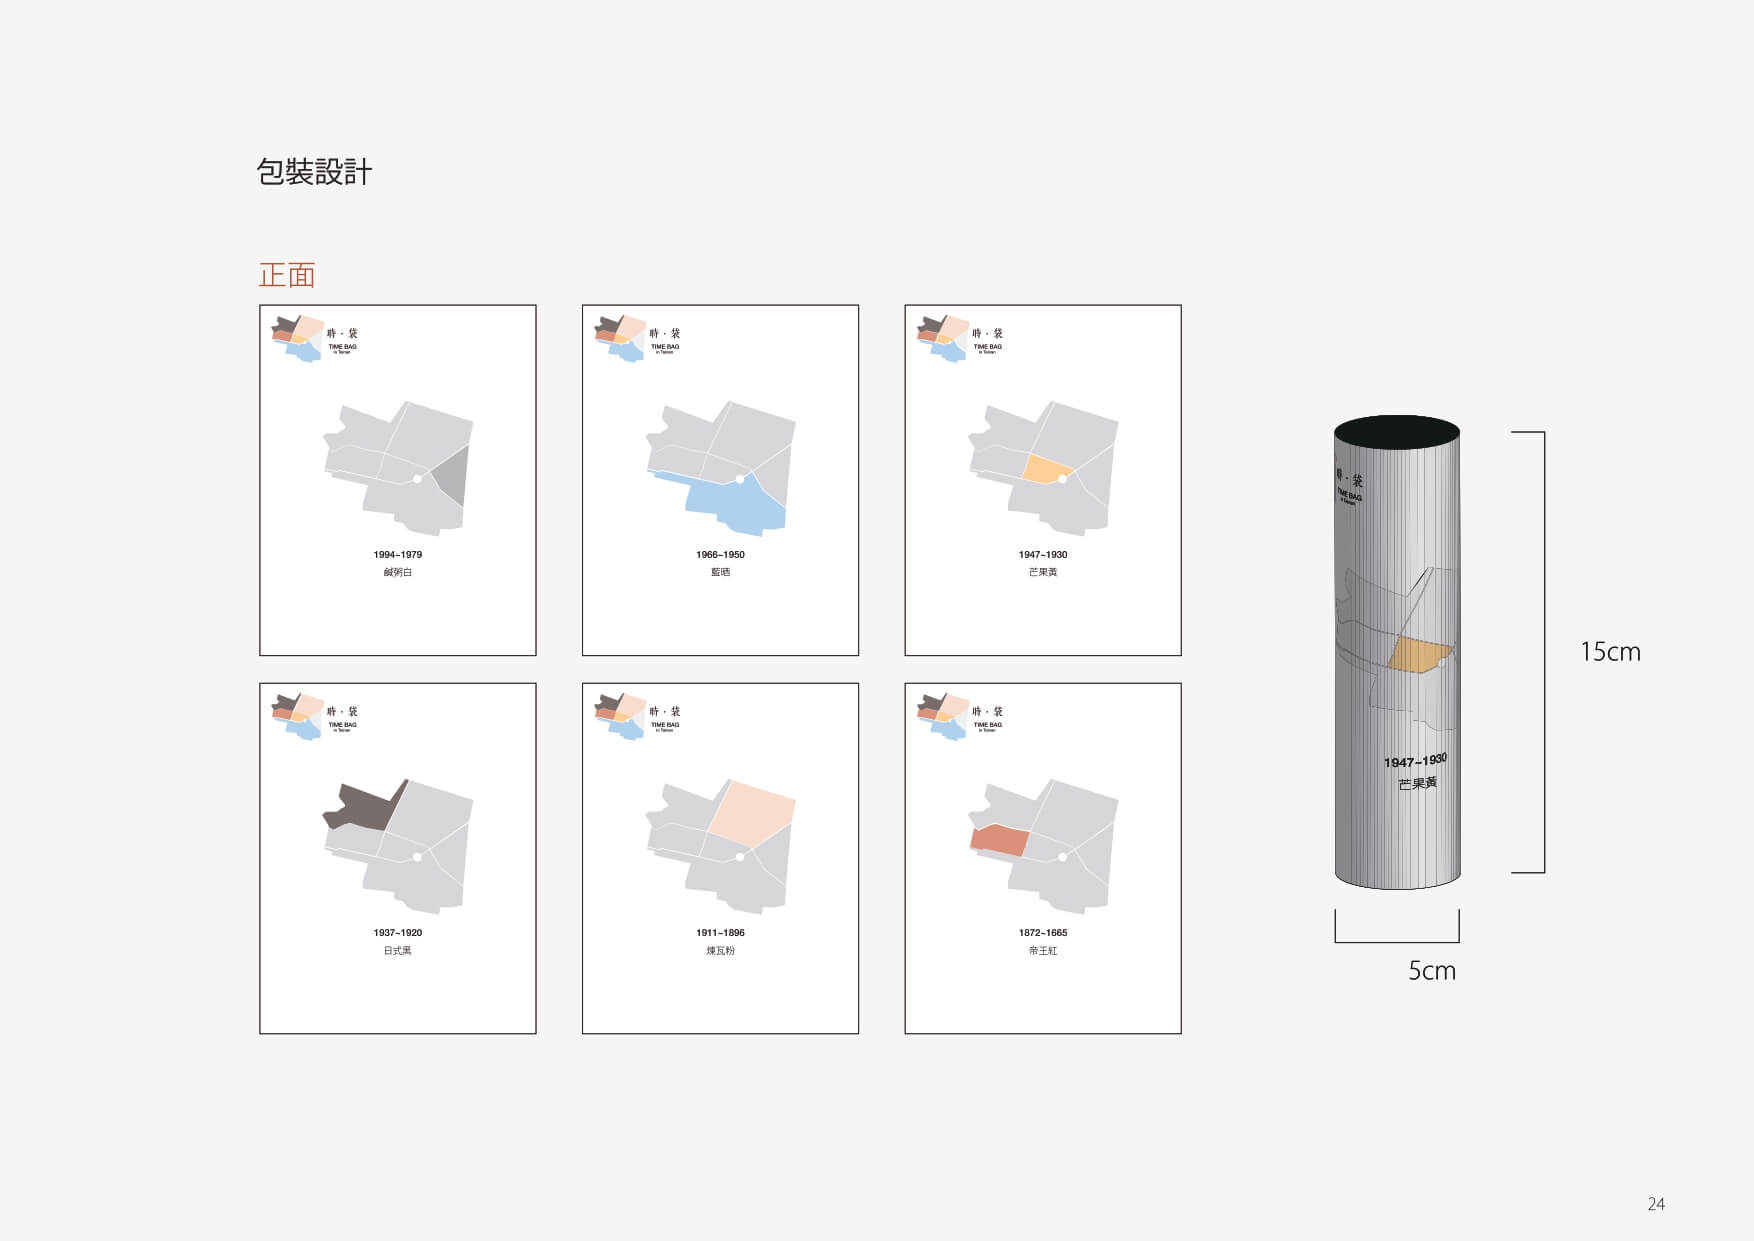 包裝設計
正面
時·袋
TIME BAG
in Tainan
1994~1979
鹹粥白
時·袋
TIME BAG
in Tainan
1966~1950
藍晒
時·袋
TIME BAG
in Tainan
1947~1930
芒果黃
時·袋
TIME BAG
in Tainan
1937~1920
日式黑
時·袋
TIME BAG
in Tainan
1911~1896
煉瓦粉
時·袋
TIME BAG
in Tainan
1872~1665
帝王紅
時·袋
TIME BAG
in Tainan
1947~1930
芒果黃
15cm
5cm
24